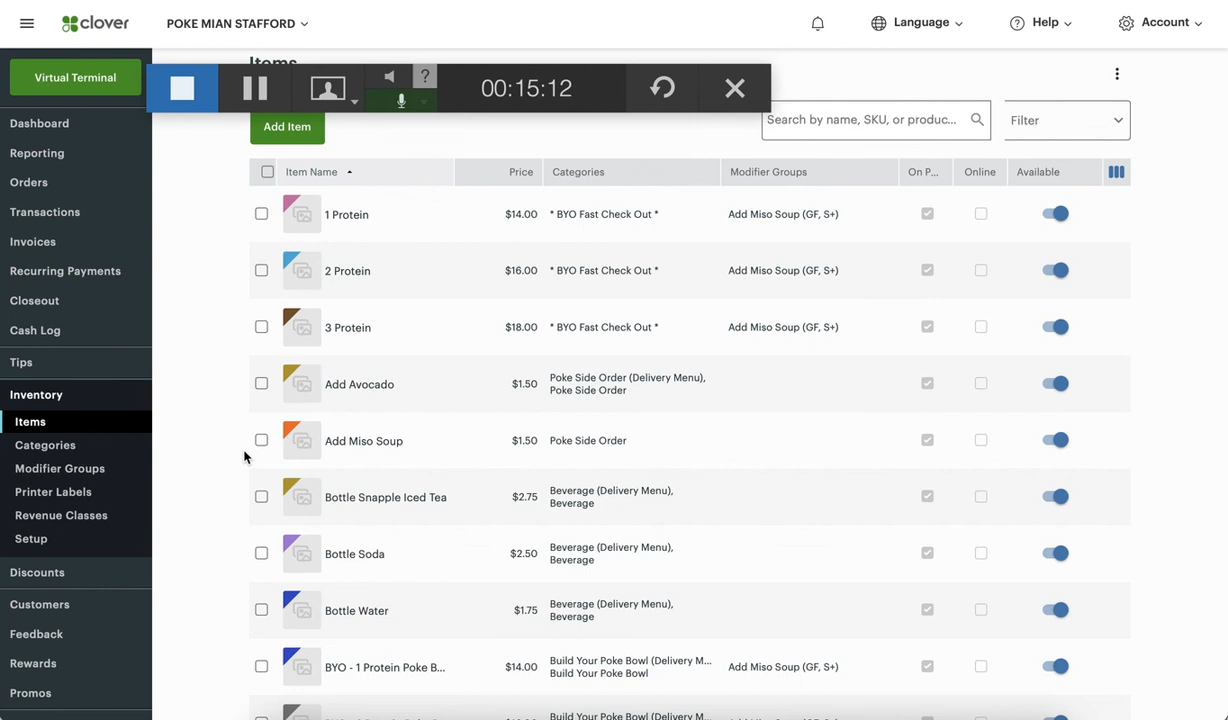 clover
POKE MIAN STAFFORD
Language
Help
Account
Virtual Terminal
Dashboard
Reporting
Orders
Transactions
Invoices
Recurring Payments
Closeout
Cash Log
Tips
Inventory
Items
Categories
Modifier Groups
Printer Labels
Revenue Classes
Setup
Discounts
Customers
Feedback
Rewards
Promos
Items
?
00:15:12
Add Item
Search by name, SKU, or produc...
Filter
Item Name Price Categories Modifier Groups On P... Online Available
1 Protein $14.00 * BYO Fast Check Out * Add Miso Soup (GF, S+)
2 Protein $16.00 * BYO Fast Check Out * Add Miso Soup (GF, S+)
3 Protein $18.00 * BYO Fast Check Out * Add Miso Soup (GF, S+)
Add Avocado $1.50 Poke Side Order (Delivery Menu),
Poke Side Order
Add Miso Soup $1.50 Poke Side Order
Bottle Snapple Iced Tea $2.75 Beverage (Delivery Menu),
Beverage
Bottle Soda $2.50 Beverage (Delivery Menu),
Beverage
Bottle Water $1.75 Beverage (Delivery Menu),
Beverage
BYO - 1 Protein Poke B... $14.00 Build Your Poke Bowl (Delivery M... Add Miso Soup (GF, S+)
Build Your Poke Bowl
Build Your Poke Bowl (Delivery M...